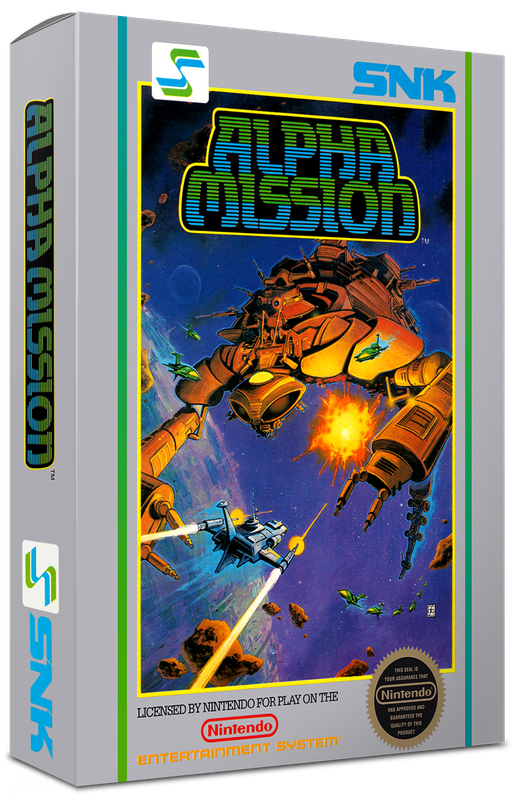 SNK
ALPHA
MISSION
TM
ALPHA MISSION
TM
SNK
LICENSED BY NINTENDO FOR PLAY ON THE
Nintendo
ENTERTAINMENT SYSTEM
THIS SEAL IS
YOUR ASSURANCE THAT
Nintendo
HAS APPROVED AND
GUARANTEED THE
QUALITY OF THIS
PRODUCT